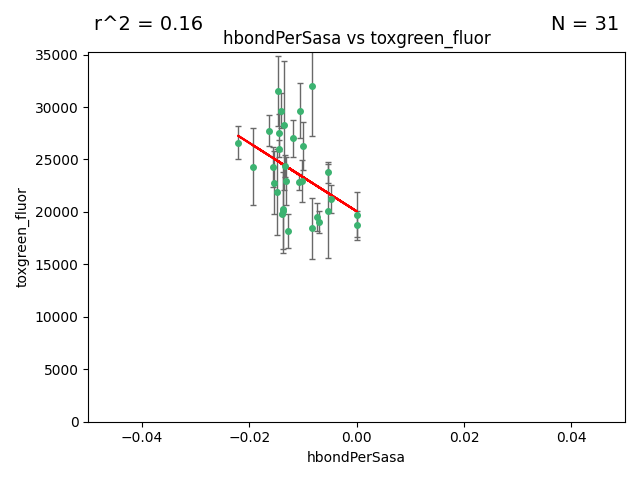 r^2 = 0.16
N = 31
hbondPerSasa vs toxgreen_fluor
35000
30000
25000
20000
15000
10000
5000
0
toxgreen_fluor
−0.04
−0.02
0.00
0.02
0.04
hbondPerSasa